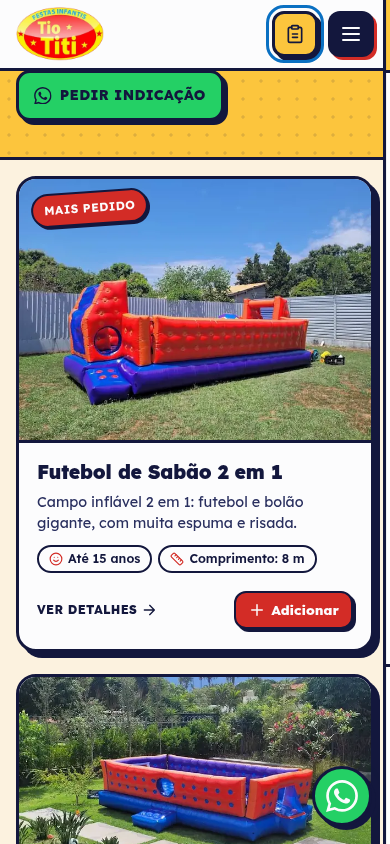 FESTAS INFANTIS
Tio
Titi
PEDIR INDICAÇÃO
MAIS PEDIDO
Futebol de Sabão 2 em 1
Campo inflável 2 em 1: futebol e bolão
gigante, com muita espuma e risada.
Até 15 anos
Comprimento: 8 m
VER DETALHES
Adicionar